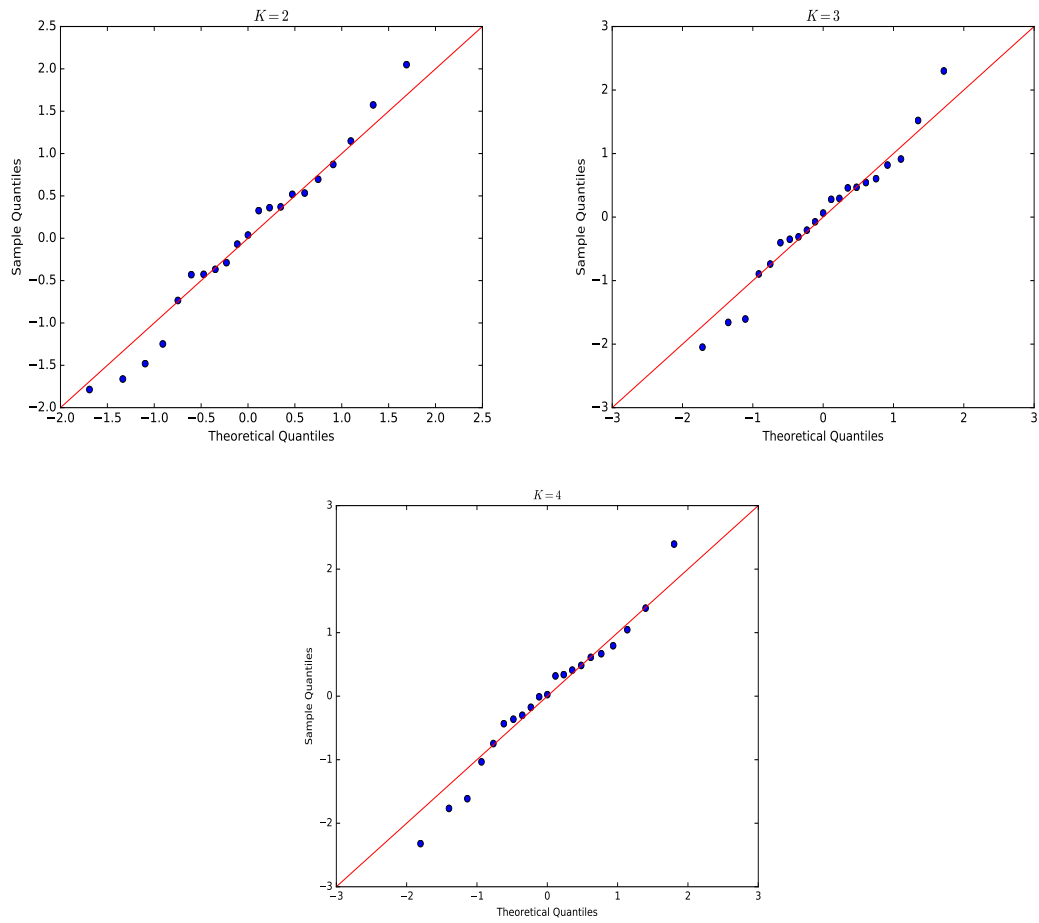 K = 2
2.5
2.0
1.5
1.0
0.5
0.0
−0.5
−1.0
−1.5
−2.0
Sample Quantiles
−2.0 −1.5 −1.0 −0.5 0.0 0.5 1.0 1.5 2.0 2.5
Theoretical Quantiles
K = 3
3
2
1
0
−1
−2
−3
Sample Quantiles
−3 −2 −1 0 1 2 3
Theoretical Quantiles
K = 4
3
2
1
0
−1
−2
−3
Sample Quantiles
−3 −2 −1 0 1 2 3
Theoretical Quantiles